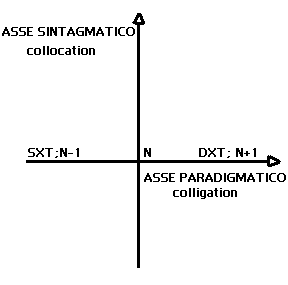 ASSE SINTAGMATICO
collocation
SXT;N-1 N DXT; N+1
ASSE PARADIGMATICO
colligation